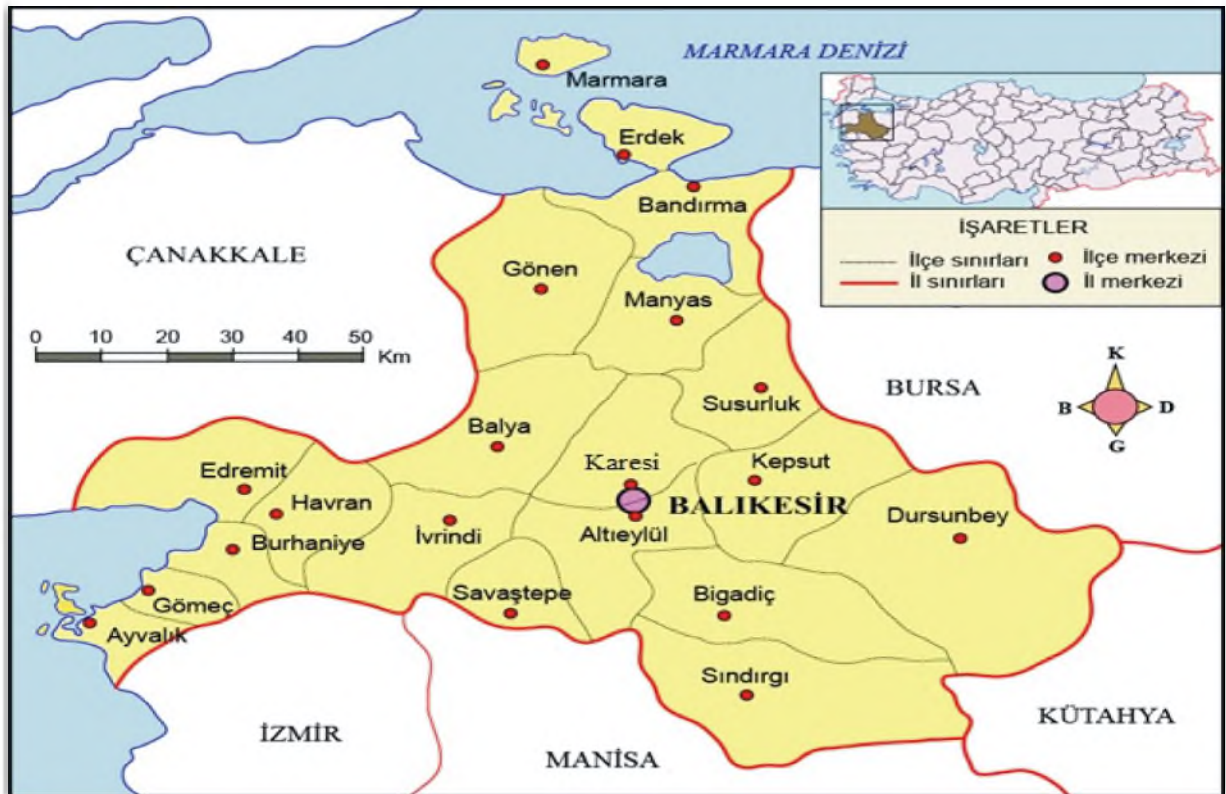 MARMARA DENİZİ
Marmara
Erdek
Bandırma
İŞARETLER
İlçe sınırları
İlçe merkezi
İl sınırları
İl merkezi
ÇANAKKALE
Gönen
Manyas
0 10 20 30 40 50
Km
BURSA
K
B D
G
Susurluk
Balya
Karesi
Kepsut
Edremit
Havran
BALIKESİR
Dursunbey
İvrindi
Altıeylül
Burhaniye
Savaştepe
Bigadiç
Gömeç
Ayvalık
Sındırgı
İZMİR
MANİSA
KÜTAHYA